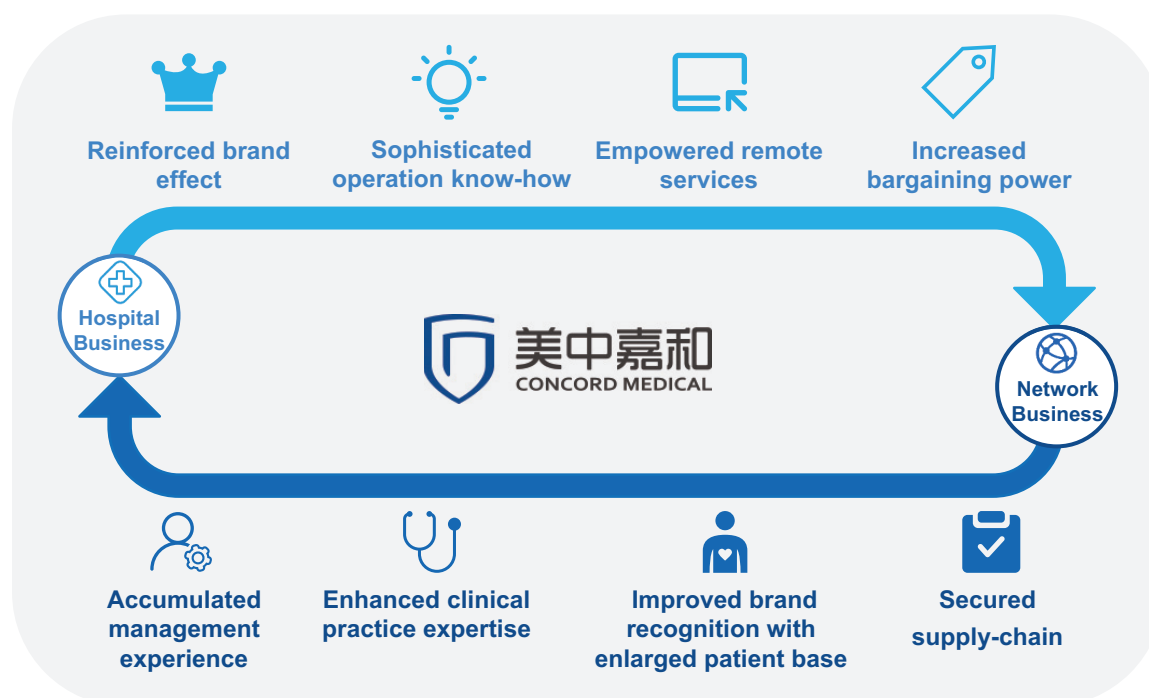 Reinforced brand
effect
Sophisticated
operation know-how
Empowered remote
services
Increased
bargaining power
Hospital
Business
美中嘉和
CONCORD MEDICAL
Network
Business
Accumulated
management
experience
Enhanced clinical
practice expertise
Improved brand
recognition with
enlarged patient base
Secured
supply-chain